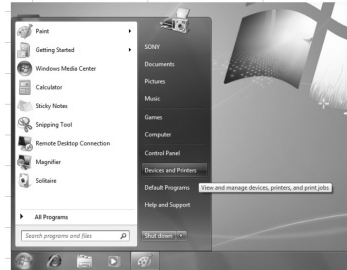 Paint
Getting Started
Windows Media Center
Calculator
Sticky Notes
Snipping Tool
Remote Desktop Connection
Magnifier
Solitaire
All Programs
Search programs and files
SONY
Documents
Pictures
Music
Games
Computer
Control Panel
Devices and Printers
Default Programs
Help and Support
Shut down
View and manage devices, printers, and print jobs